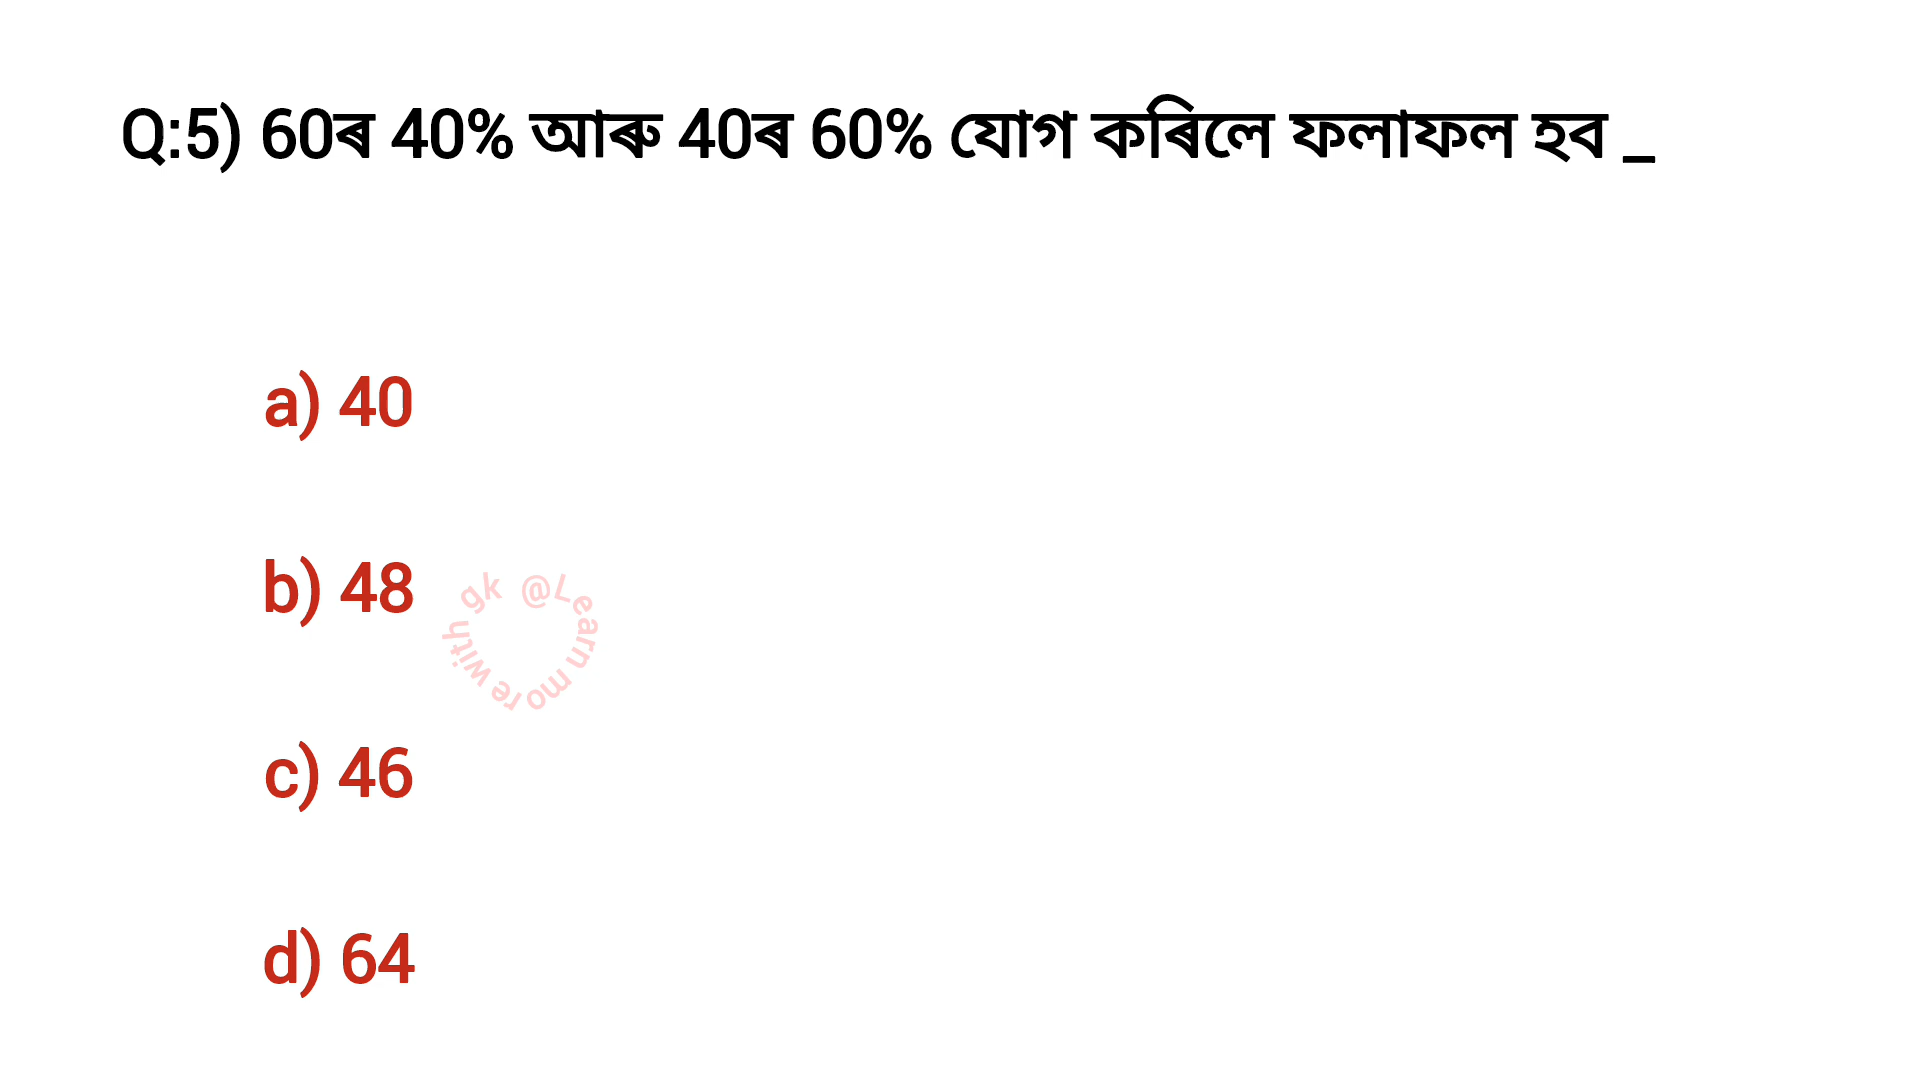 Q:5) 60ৰ 40% আৰু 40ৰ 60% যোগ কৰিলে ফলাফল হব _
a) 40
b) 48
@Learn more with gk
c) 46
d) 64